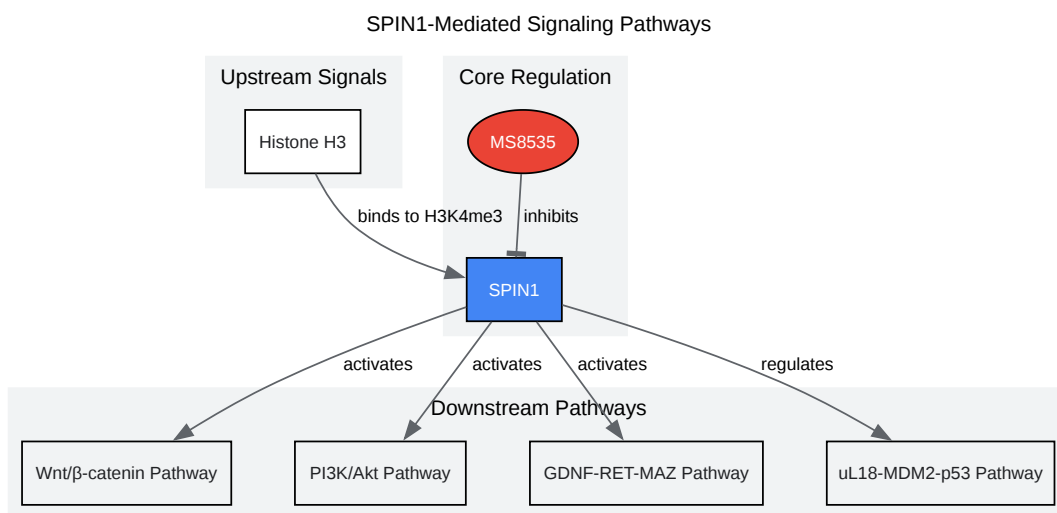 SPIN1-Mediated Signaling Pathways
Upstream Signals
Core Regulation
Histone H3
MS8535
binds to H3K4me3
inhibits
SPIN1
activates
activates
activates
regulates
Downstream Pathways
Wnt/β-catenin Pathway
PI3K/Akt Pathway
GDNF-RET-MAZ Pathway
uL18-MDM2-p53 Pathway